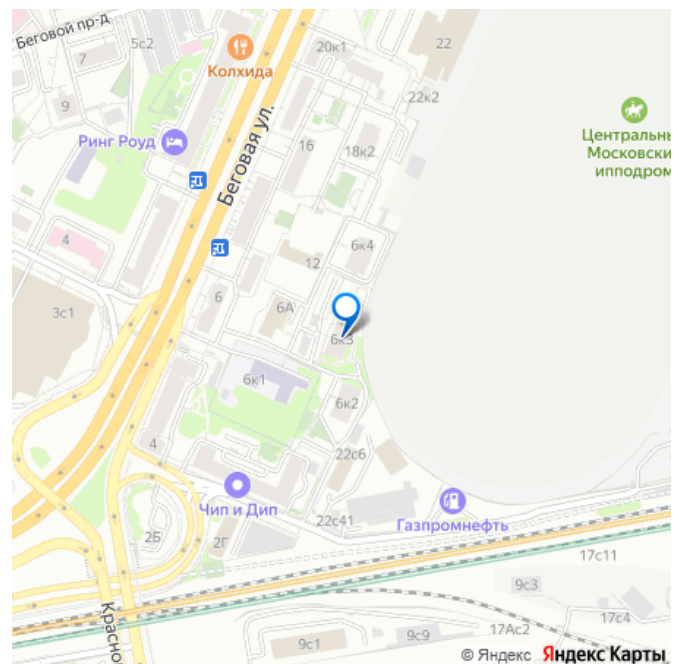 Беговой пр-д
5с2
7
Колхида
20к1
22
9
22к2
Ринг Роуд
Беговая ул.
16
18к2
Центральны
Московски
ипподром
4
12
6к4
6
6А
3с1
6к3
6к1
6к2
4
22с6
Чип и Дип
2Б
2Г
22с41
Газпромнефть
17с11
9с3
Красно
17с4
17Ас2
9с1
9с9
© Яндекс Яндекс Карты